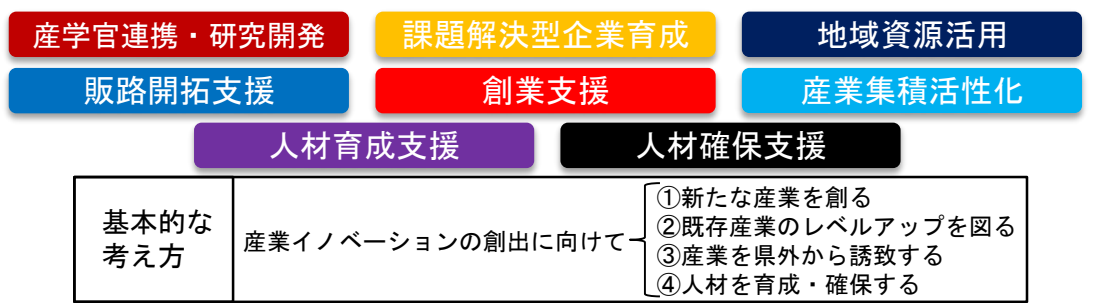 産学官連携・研究開発
課題解決型企業育成
地域資源活用
販路開拓支援
創業支援
産業集積活性化
人材育成支援
人材確保支援
基本的な
考え方
産業イノベーションの創出に向けて
①新たな産業を創る
②既存産業のレベルアップを図る
③産業を県外から誘致する
④人材を育成・確保する